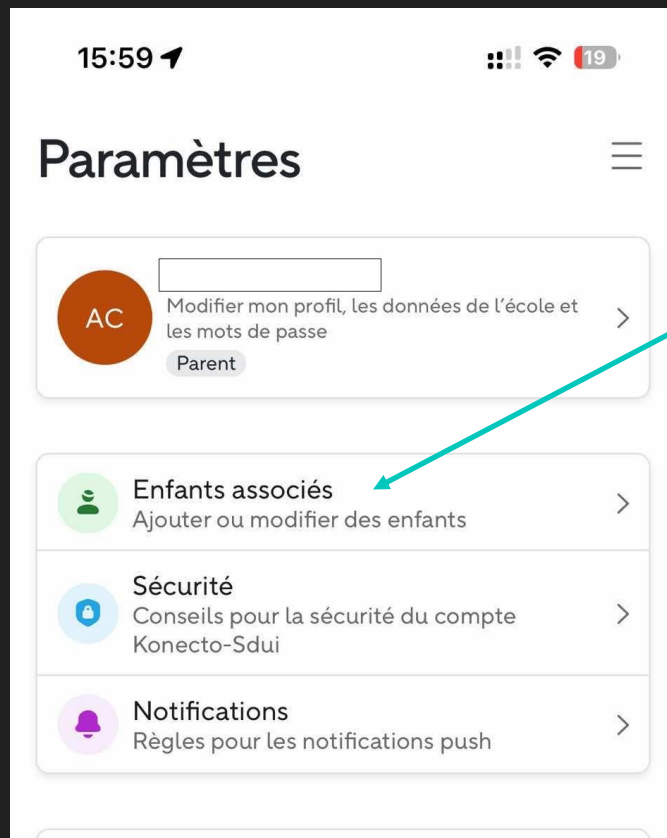 15:59
19
Paramètres
AC
Modifier mon profil, les données de l'école et
les mots de passe
Parent
Enfants associés
Ajouter ou modifier des enfants
Sécurité
Conseils pour la sécurité du compte
Konecto-Sdui
Notifications
Règles pour les notifications push